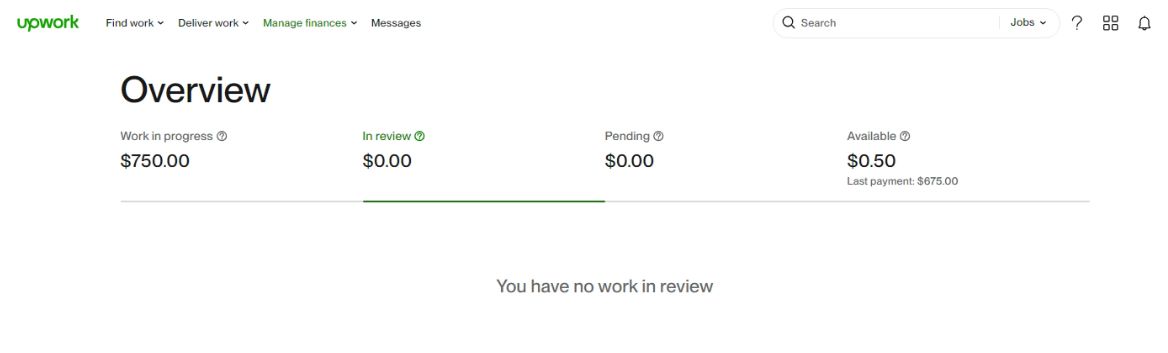 upwork Find work Deliver work Manage finances Messages Search Jobs
Overview
Work in progress In review Pending Available
$750.00 $0.00 $0.00 $0.50
Last payment: $675.00
You have no work in review